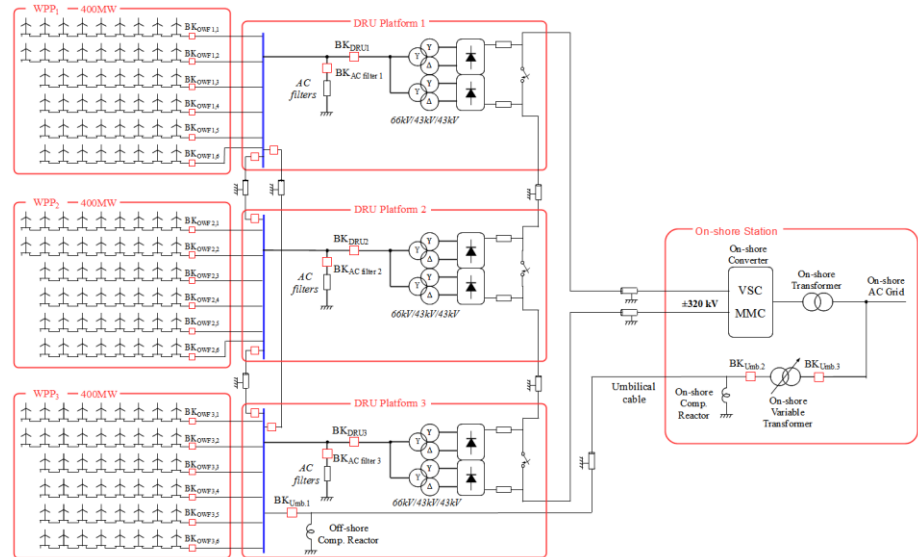 WPP1 400MW
BKOWF1,1
BKOWF1,2
BKOWF1,3
BKOWF1,4
BKOWF1,5
BKOWF1,6
DRU Platform 1
BKDRU1
BKAC filter 1
AC
filters
Y
Y
Δ
Y
Y
Δ
66kV/43kV/43kV
WPP2 400MW
BKOWF2,1
BKOWF2,2
BKOWF2,3
BKOWF2,4
BKOWF2,5
BKOWF2,6
DRU Platform 2
BKDRU2
BKAC filter 2
AC
filters
Y
Y
Δ
Y
Y
Δ
66kV/43kV/43kV
WPP3 400MW
BKOWF3,1
BKOWF3,2
BKOWF3,3
BKOWF3,4
BKOWF3,5
BKOWF3,6
DRU Platform 3
BKDRU3
BKAC filter 3
AC
filters
Y
Y
Δ
Y
Y
Δ
66kV/43kV/43kV
BKUmb.1
Off-shore
Comp. Reactor
On-shore Station
On-shore
Converter
VSC
MMC
±320 kV
On-shore
Transformer
On-shore
AC Grid
BKUmb.2
BKUmb.3
Umbilical
cable
On-shore
Comp.
Reactor
On-shore
Variable
Transformer